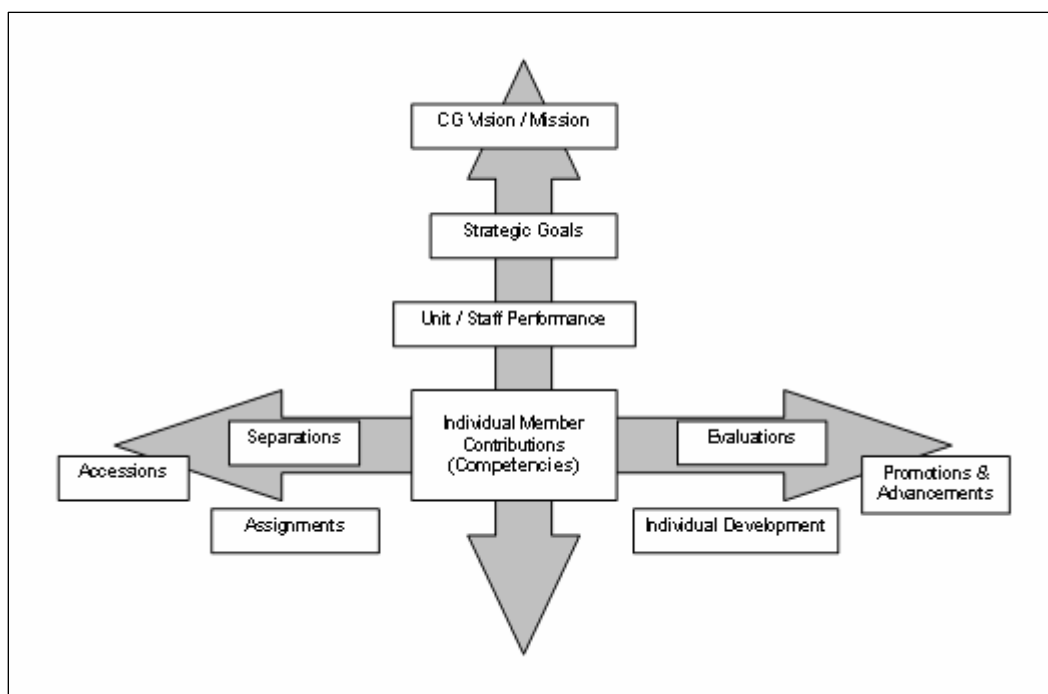 CG Vision / Mission
Strategic Goals
Unit / Staff Performance
Individual Member
Contributions
(Competencies)
Separations
Evaluations
Accessions
Promotions &
Advancements
Assignments
Individual Development